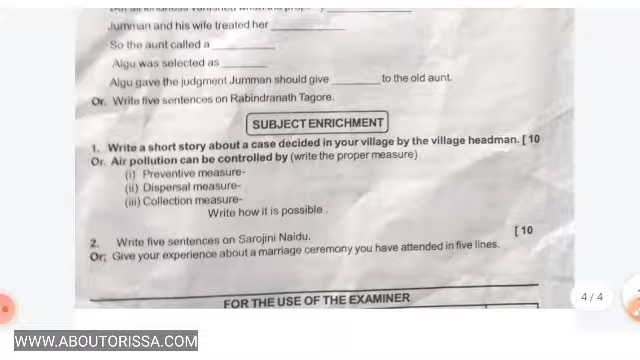 Jumman and his wife treated her ____________
So the aunt called a __________
Algu was selected as _______
Algu gave the judgment Jumman should give _______ to the old aunt.
Or. Write five sentences on Rabindranath Tagore.
SUBJECT ENRICHMENT
1. Write a short story about a case decided in your village by the village headman. [ 10
Or. Air pollution can be controlled by (write the proper measure)
(i) Preventive measure-
(ii) Dispersal measure-
(iii) Collection measure-
Write how it is possible .
[ 10
2. Write five sentences on Sarojini Naidu.
Or; Give your experience about a marriage ceremony you have attended in five lines.
FOR THE USE OF THE EXAMINER
4 / 4
WWW.ABOUTORISSA.COM